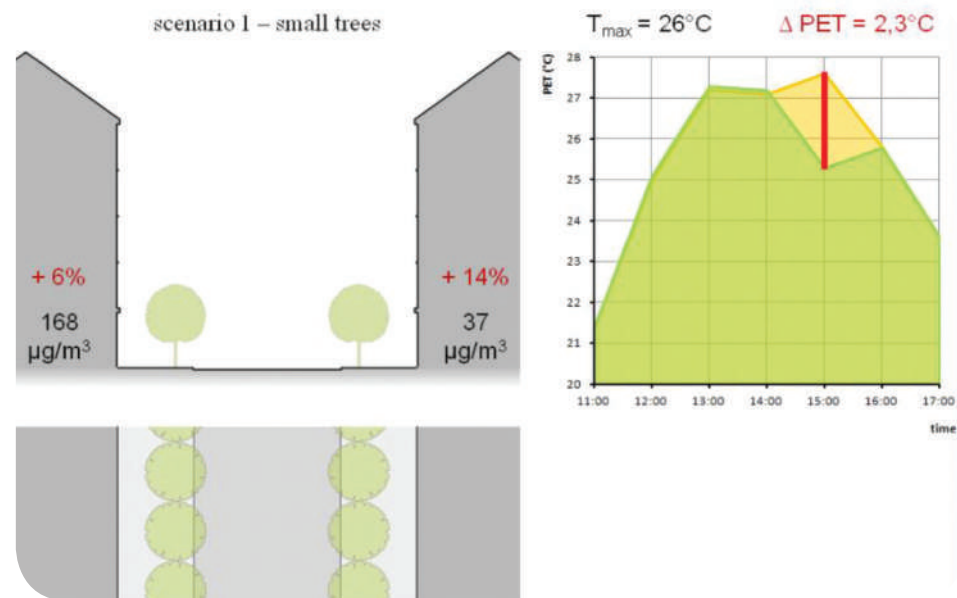 scenario 1 – small trees
+ 6%
168
µg/m³
+ 14%
37
µg/m³
Tmax = 26°C
Δ PET = 2,3°C
PET (°C)
28
27
26
25
24
23
22
21
20
11:00 12:00 13:00 14:00 15:00 16:00 17:00
time